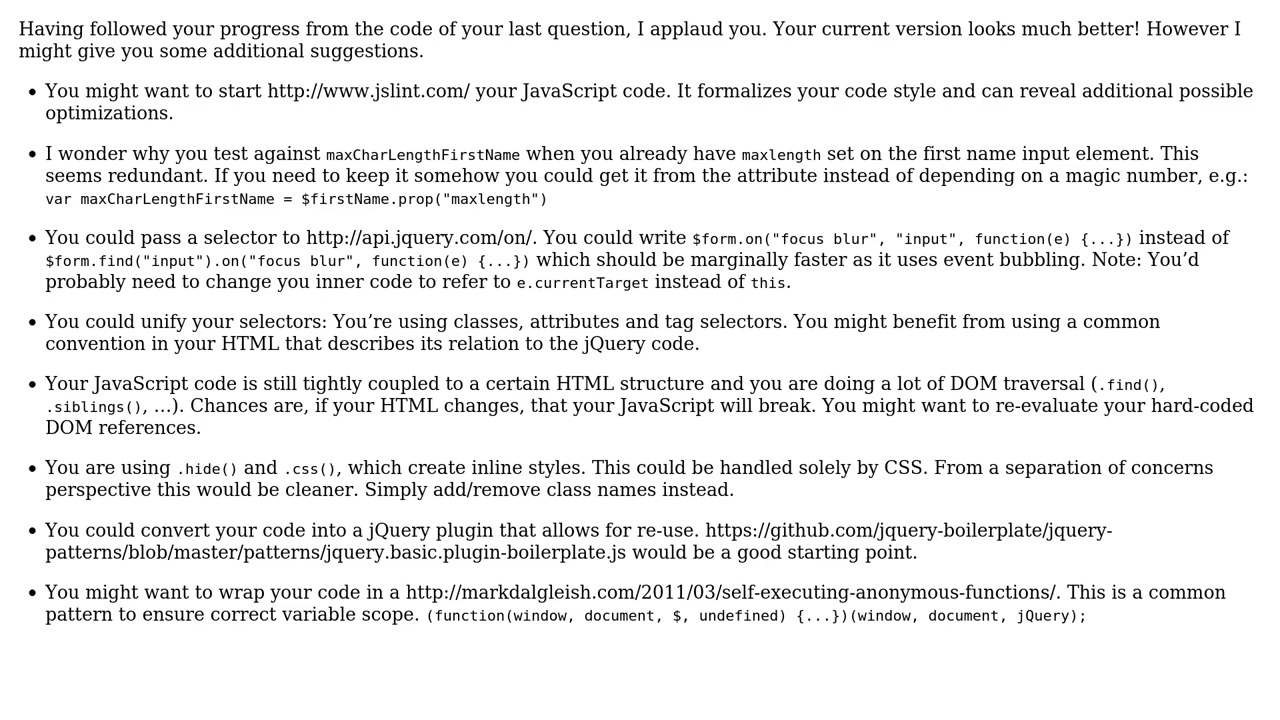 Having followed your progress from the code of your last question, I applaud you. Your current version looks much better! However I
might give you some additional suggestions.
• You might want to start http://www.jslint.com/ your JavaScript code. It formalizes your code style and can reveal additional possible
optimizations.
• I wonder why you test against maxCharLengthFirstName when you already have maxlength set on the first name input element. This
seems redundant. If you need to keep it somehow you could get it from the attribute instead of depending on a magic number, e.g.:
var maxCharLengthFirstName = $firstName.prop("maxlength")
• You could pass a selector to http://api.jquery.com/on/. You could write $form.on("focus blur", "input", function(e) {...}) instead of
$form.find("input").on("focus blur", function(e) {...}) which should be marginally faster as it uses event bubbling. Note: You’d
probably need to change you inner code to refer to e.currentTarget instead of this.
• You could unify your selectors: You’re using classes, attributes and tag selectors. You might benefit from using a common
convention in your HTML that describes its relation to the jQuery code.
• Your JavaScript code is still tightly coupled to a certain HTML structure and you are doing a lot of DOM traversal (.find(),
.siblings(), …). Chances are, if your HTML changes, that your JavaScript will break. You might want to re-evaluate your hard-coded
DOM references.
• You are using .hide() and .css(), which create inline styles. This could be handled solely by CSS. From a separation of concerns
perspective this would be cleaner. Simply add/remove class names instead.
• You could convert your code into a jQuery plugin that allows for re-use. https://github.com/jquery-boilerplate/jquery-
patterns/blob/master/patterns/jquery.basic.plugin-boilerplate.js would be a good starting point.
• You might want to wrap your code in a http://markdalgleish.com/2011/03/self-executing-anonymous-functions/. This is a common
pattern to ensure correct variable scope. (function(window, document, $, undefined) {...})(window, document, jQuery);